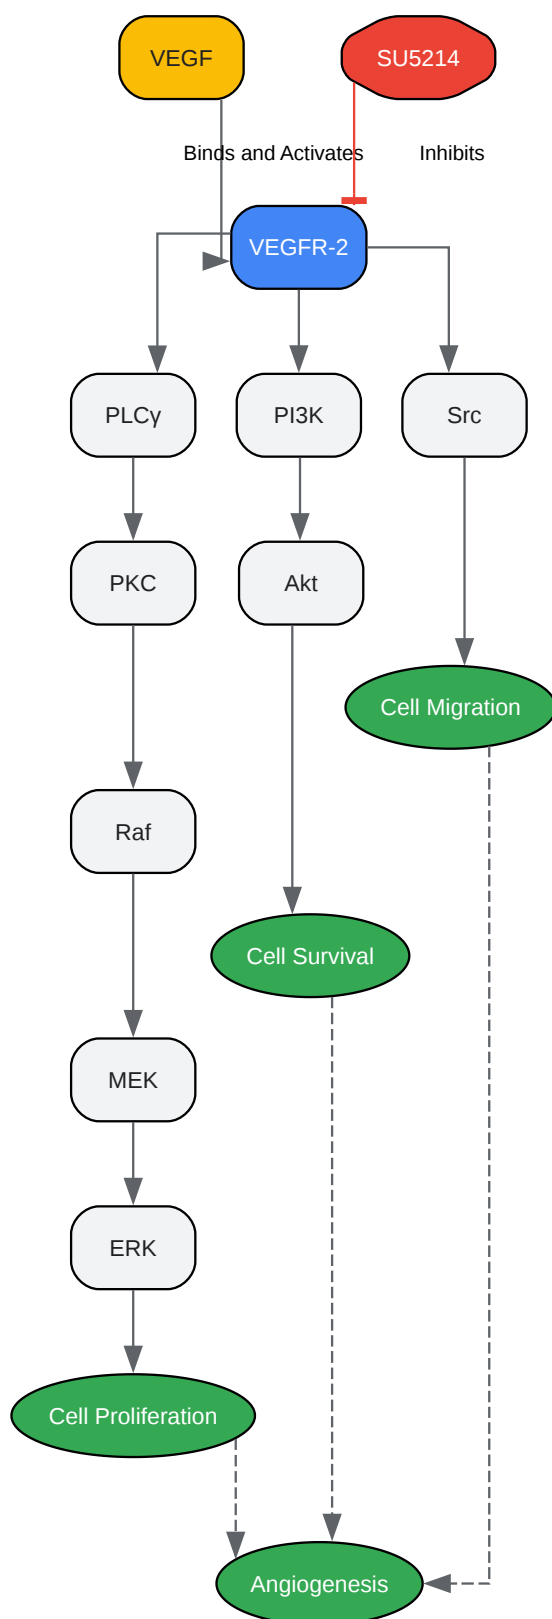 VEGF
SU5214
Binds and Activates
Inhibits
VEGFR-2
PLCγ
PI3K
Src
PKC
Akt
Cell Migration
Raf
Cell Survival
MEK
ERK
Cell Proliferation
Angiogenesis